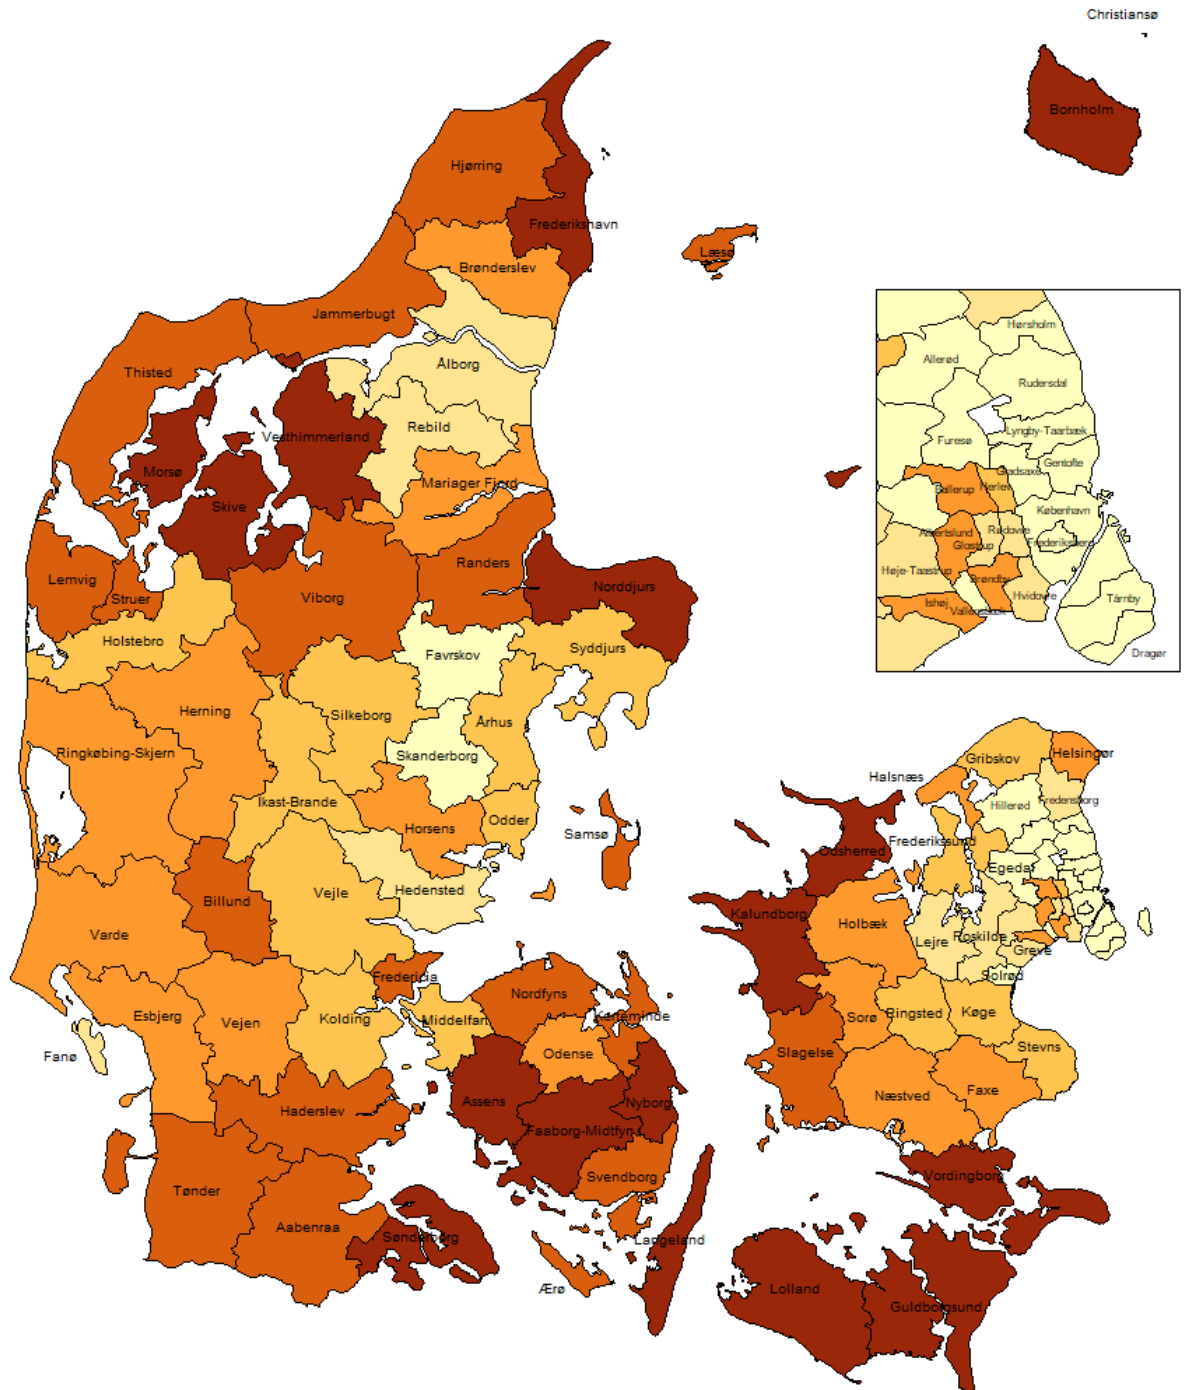 Christiansø
Bornholm
Hjørring
Frederikshavn
Læsø
Brønderslev
Jammerbugt
Thisted
Ålborg
Rebild
Vesthimmerland
Morsø
Mariager Fjord
Skive
Randers
Norddjurs
Lemvig
Struer
Viborg
Holstebro
Favrskov
Syddjurs
Herning
Silkeborg
Århus
Ringkøbing-Skjern
Skanderborg
Ikast-Brande
Horsens
Odder
Samsø
Billund
Vejle
Hedensted
Varde
Fredericia
Esbjerg
Vejen
Kolding
Middelfart
Nordfyns
Kerteminde
Fanø
Odense
Haderslev
Assens
Nyborg
Faaborg-Midtfyn
Svendborg
Tønder
Aabenraa
Sønderborg
Langeland
Ærø
Hørsholm
Allerød
Rudersdal
Lyngby-Taarbæk
Furesø
Gentofte
Gladsaxe
Ballerup
Herlev
København
Albertslund
Rødovre
Glostrup
Frederiksberg
Høje-Taastrup
Brøndby
Hvidovre
Ishøj
Vallensbæk
Tårnby
Dragør
Gribskov
Helsingør
Halsnæs
Hillerød
Fredensborg
Frederikssund
Odsherred
Egedal
Kalundborg
Holbæk
Lejre
Roskilde
Greve
Solrød
Sorø
Ringsted
Køge
Stevns
Slagelse
Næstved
Faxe
Vordingborg
Lolland
Guldborgsund